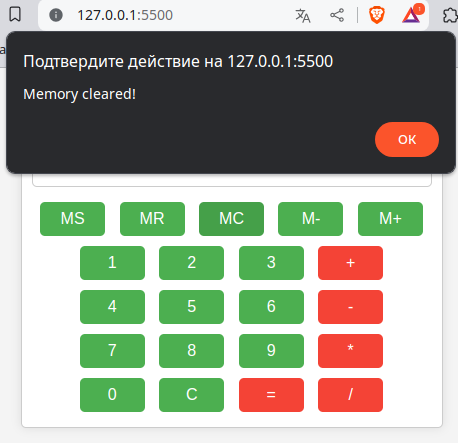 127.0.0.1:5500
Подтвердите действие на 127.0.0.1:5500
Memory cleared!
ОК
MS MR MC M- M+
1 2 3 +
4 5 6 -
7 8 9 *
0 C = /